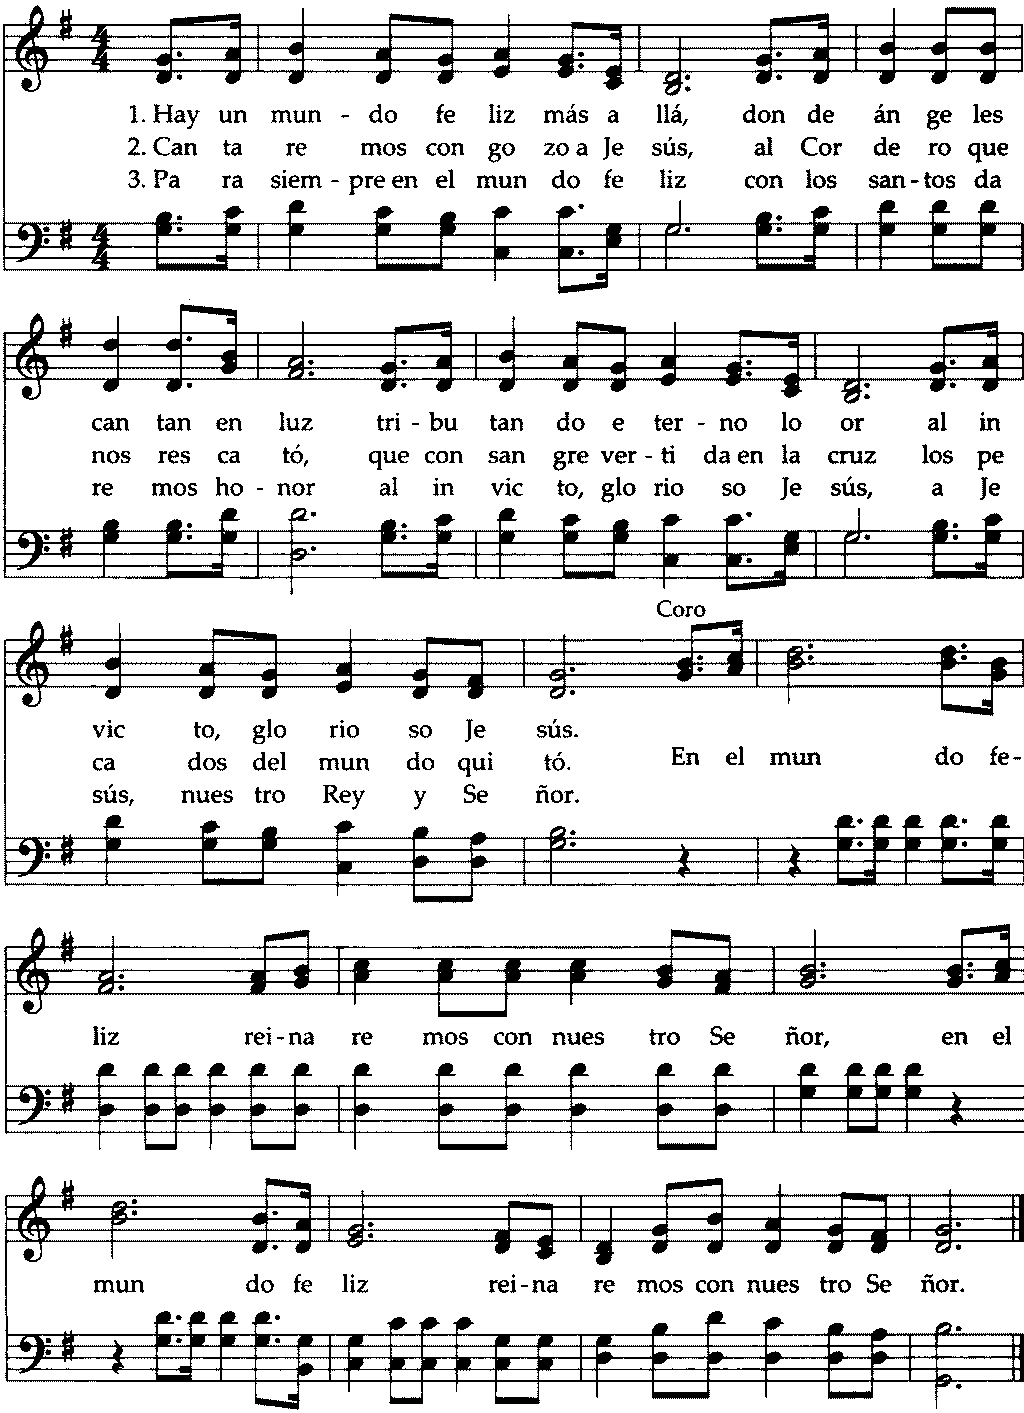 1. Hay un mun - do fe liz más a llá, don de án ge les
2. Can ta re mos con go zo a Je sús, al Cor de ro que
3. Pa ra siem - pre en el mun do fe liz con los san - tos da
can tan en luz tri - bu tan do e ter - no lo or al in
nos res ca tó, que con san gre ver - ti da en la cruz los pe
re mos ho - nor al in vic to, glo rio so Je sús, a Je
Coro
vic to, glo rio so Je sús.
ca dos del mun do qui tó. En el mun do fe -
sús, nues tro Rey y Se ñor.
liz rei - na re mos con nues tro Se ñor, en el
mun do fe liz rei - na re mos con nues tro Se ñor.